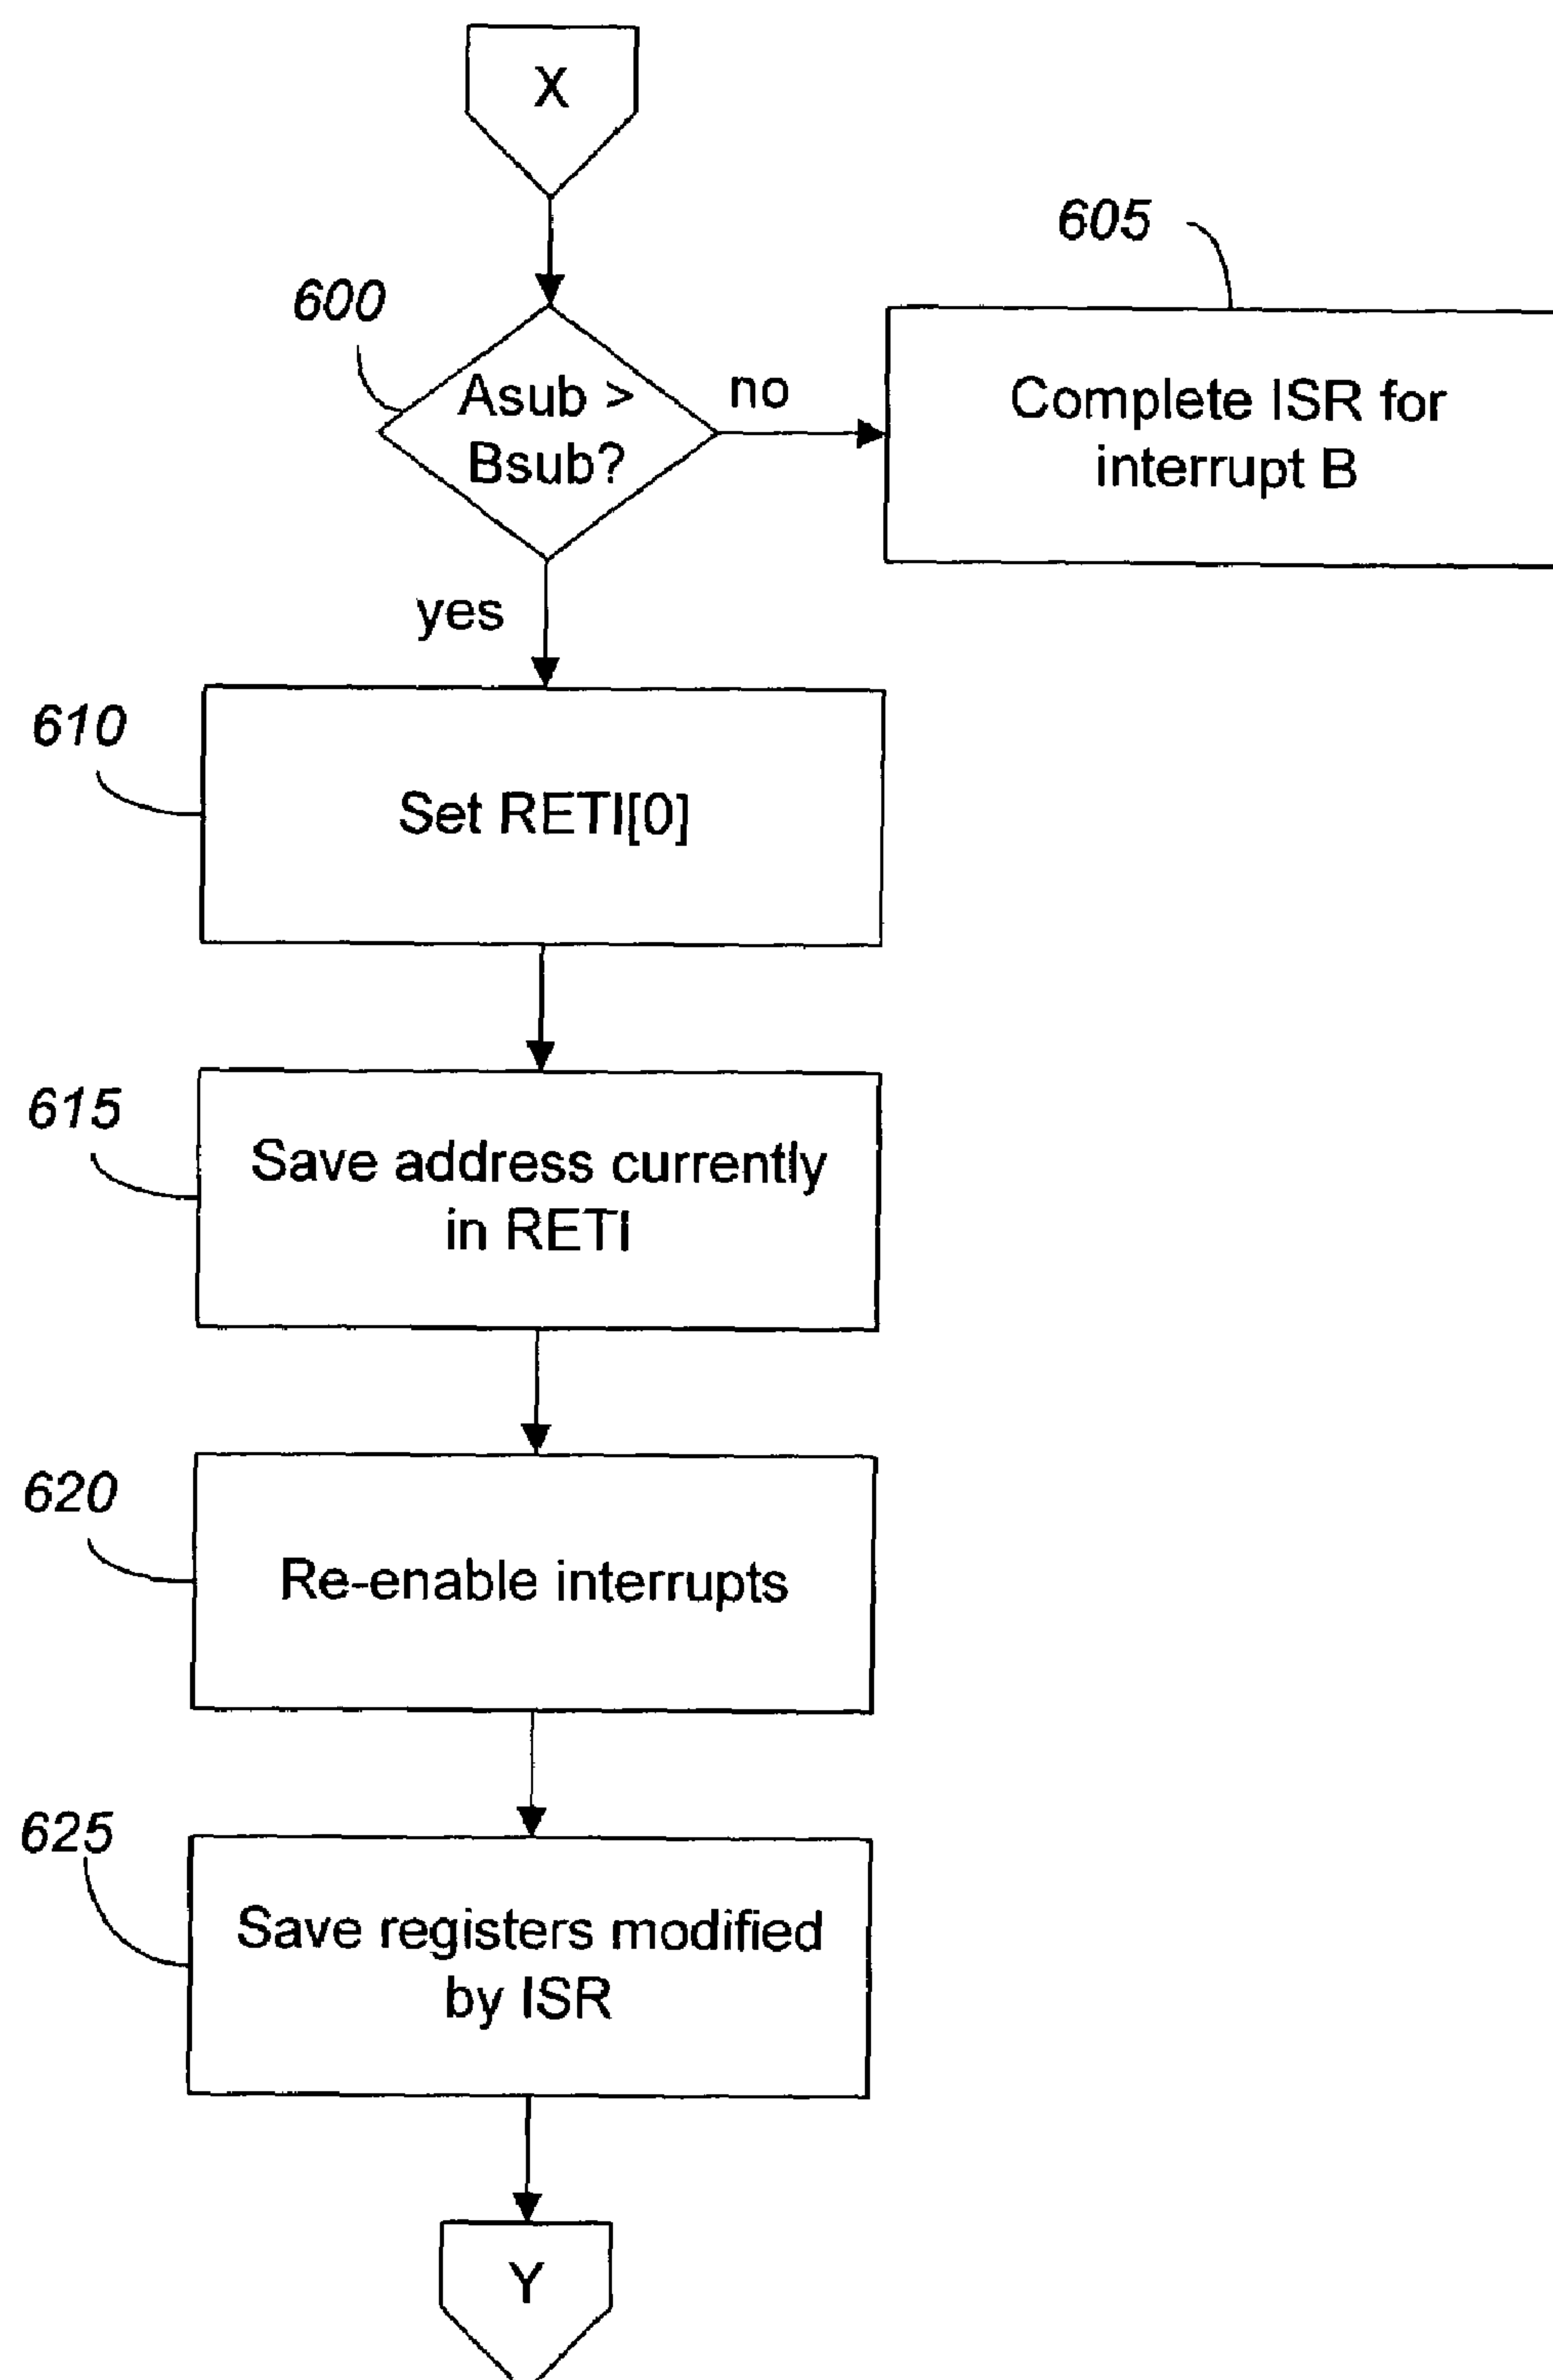 X
605
600
Asub >
Bsub?
no
Complete ISR for
interrupt B
yes
610
Set RETI[0]
615
Save address currently
in RETI
620
Re-enable interrupts
625
Save registers modified
by ISR
Y